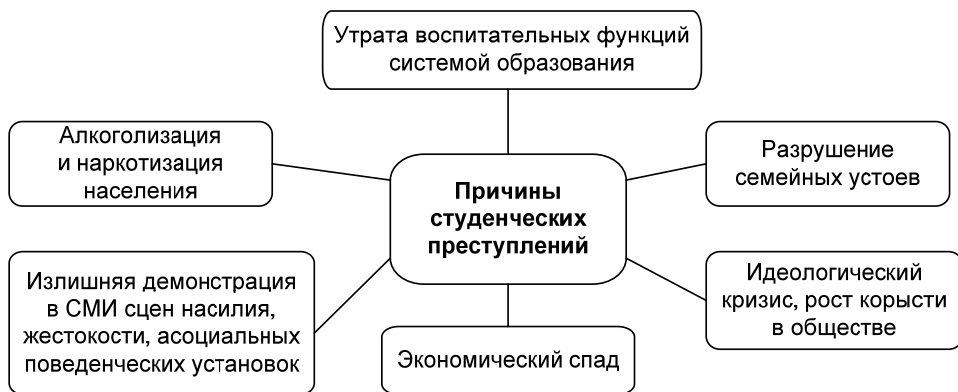 Утрата воспитательных функций
системой образования
Алкоголизация
и наркотизация
населения
Разрушение
семейных устоев
Причины
студенческих
преступлений
Излишняя демонстрация
в СМИ сцен насилия,
жестокости, асоциальных
поведенческих установок
Идеологический
кризис, рост корысти
в обществе
Экономический спад